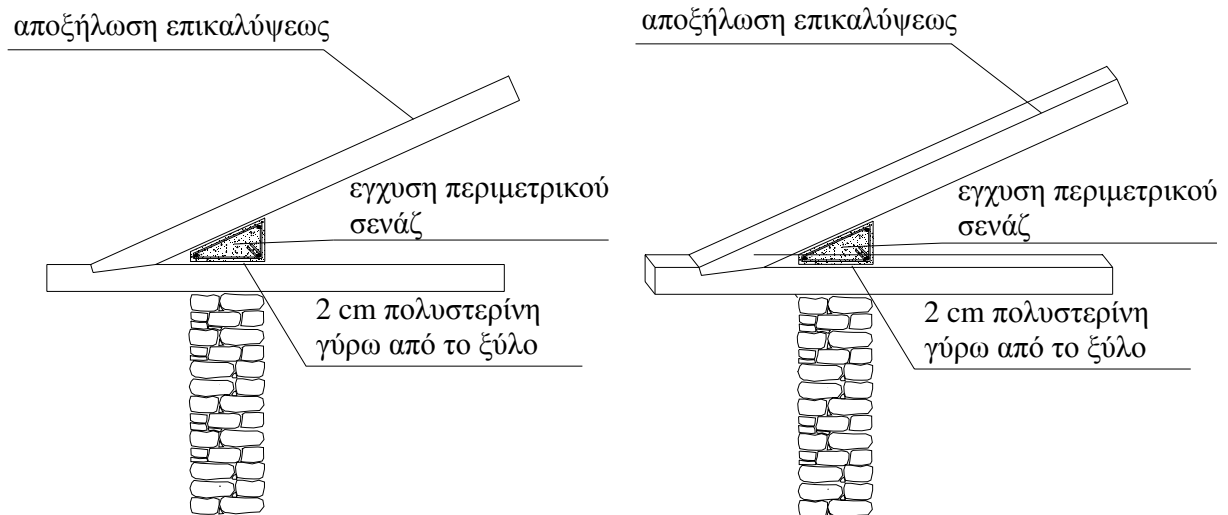 αποξήλωση επικαλύψεως
εγχυση περιμετρικού
σενάζ
2 cm πολυστερίνη
γύρω από το ξύλο
αποξήλωση επικαλύψεως
εγχυση περιμετρικού
σενάζ
2 cm πολυστερίνη
γύρω από το ξύλο